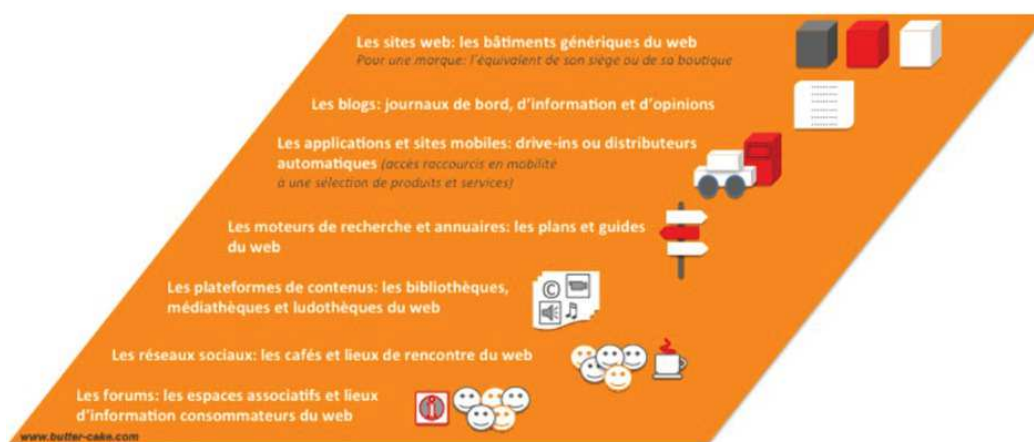 Les sites web: les bâtiments génériques du web
Pour une marque: l'équivalent de son siège ou de sa boutique
Les blogs: journaux de bord, d'information et d'opinions
Les applications et sites mobiles: drive-ins ou distributeurs
automatiques (accès raccourcis en mobilité
à une sélection de produits et services)
Les moteurs de recherche et annuaires: les plans et guides
du web
Les plateformes de contenus: les bibliothèques,
médiathèques et ludothèques du web
©
Les réseaux sociaux: les cafés et lieux de rencontre du web
Les forums: les espaces associatifs et lieux
d'information consommateurs du web
i
www.butter-cake.com